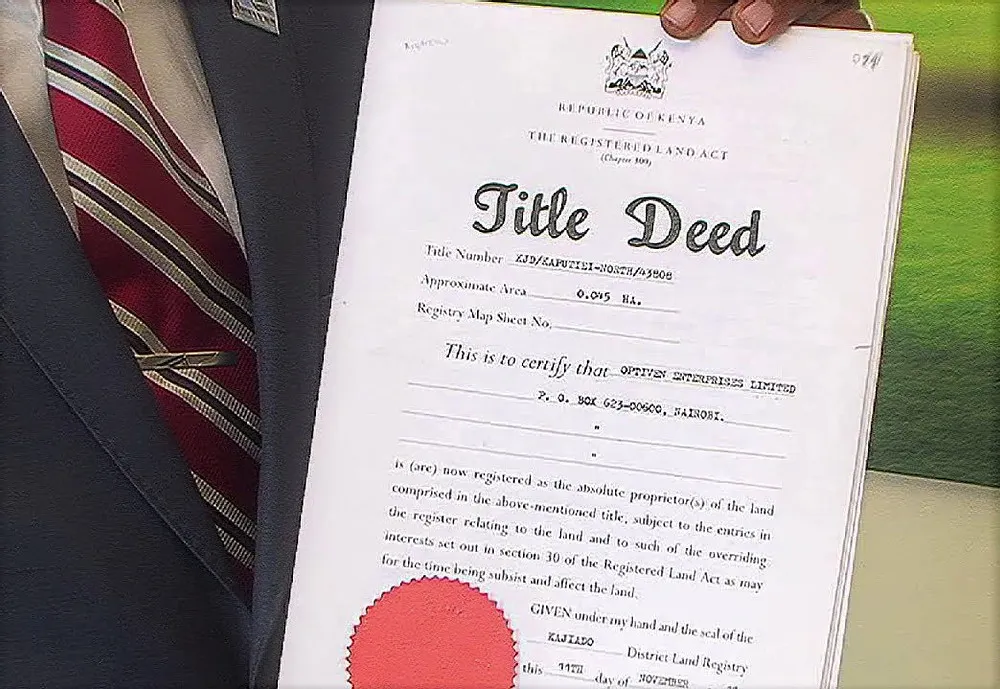 REPUBLIC OF KENYA
THE REGISTERED LAND ACT
(Chapter 300)
Title Deed
Title Number KJD/KAPUTIEI-NORTH/43808
Approximate Area 0.045 HA.
Registry Map Sheet No.
This is to certify that OPTIVEN ENTERPRISES LIMITED
P. O. BOX 623-00600, NAIROBI.
"
"
is (are) now registered as the absolute proprietor(s) of the land
comprised in the above-mentioned title, subject to the entries in
the register relating to the land and to such of the overriding
interests set out in section 30 of the Registered Land Act as may
for the time being subsist and affect the land.
GIVEN under my hand and the seal of the
KAJIADO District Land Registry
this 11TH day of NOVEMBER